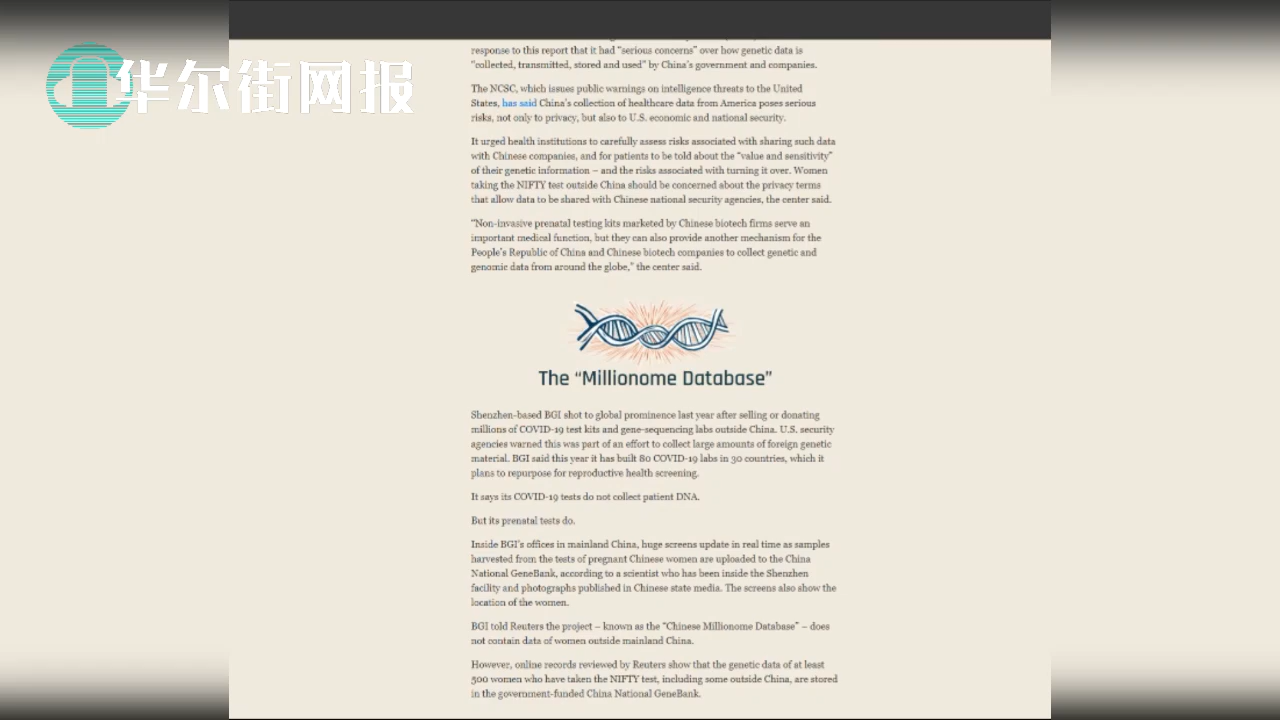 华尔街网报
response to this report that it had “serious concerns” over how genetic data is
“collected, transmitted, stored and used” by China’s government and companies.
The NCSC, which issues public warnings on intelligence threats to the United
States, has said China’s collection of healthcare data from America poses serious
risks, not only to privacy, but also to U.S. economic and national security.
It urged health institutions to carefully assess risks associated with sharing such data
with Chinese companies, and for patients to be told about the “value and sensitivity”
of their genetic information – and the risks associated with turning it over. Women
taking the NIFTY test outside China should be concerned about the privacy terms
that allow data to be shared with Chinese national security agencies, the center said.
“Non-invasive prenatal testing kits marketed by Chinese biotech firms serve an
important medical function, but they can also provide another mechanism for the
People’s Republic of China and Chinese biotech companies to collect genetic and
genomic data from around the globe,” the center said.
The “Millionome Database”
Shenzhen-based BGI shot to global prominence last year after selling or donating
millions of COVID-19 test kits and gene-sequencing labs outside China. U.S. security
agencies warned this was part of an effort to collect large amounts of foreign genetic
material. BGI said this year it has built 80 COVID-19 labs in 30 countries, which it
plans to repurpose for reproductive health screening.
It says its COVID-19 tests do not collect patient DNA.
But its prenatal tests do.
Inside BGI’s offices in mainland China, huge screens update in real time as samples
harvested from the tests of pregnant Chinese women are uploaded to the China
National GeneBank, according to a scientist who has been inside the Shenzhen
facility and photographs published in Chinese state media. The screens also show the
location of the women.
BGI told Reuters the project – known as the “Chinese Millionome Database” – does
not contain data of women outside mainland China.
However, online records reviewed by Reuters show that the genetic data of at least
500 women who have taken the NIFTY test, including some outside China, are stored
in the government-funded China National GeneBank.